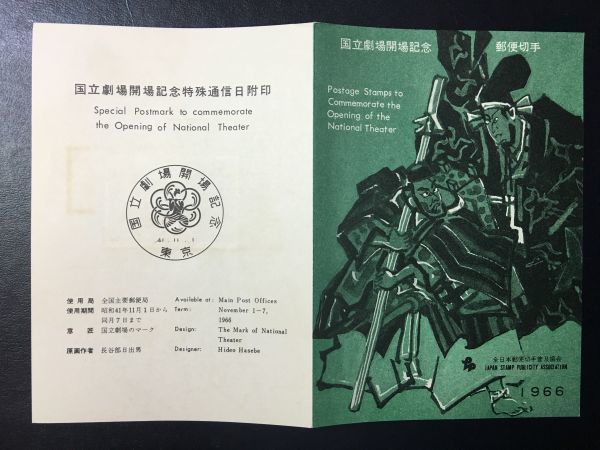 国立劇場開場記念特殊通信日附印
Special Postmark to commemorate
the Opening of National Theater
国立劇場開場記念
41.11.1
東京
使用局 全国主要郵便局 Available at: Main Post Offices
使用期間 昭和41年11月1日から Term: November 1-7,
同月7日まで 1966
意匠 国立劇場のマーク Design: The Mark of National
Theater
原画作者 長谷部日出男 Designer: Hideo Hasebe
国立劇場開場記念 郵便切手
Postage Stamps to
Commemorate the
Opening of the
National Theater
全日本郵便切手普及協会
JAPAN STAMP PUBLICITY ASSOCIATION
1966